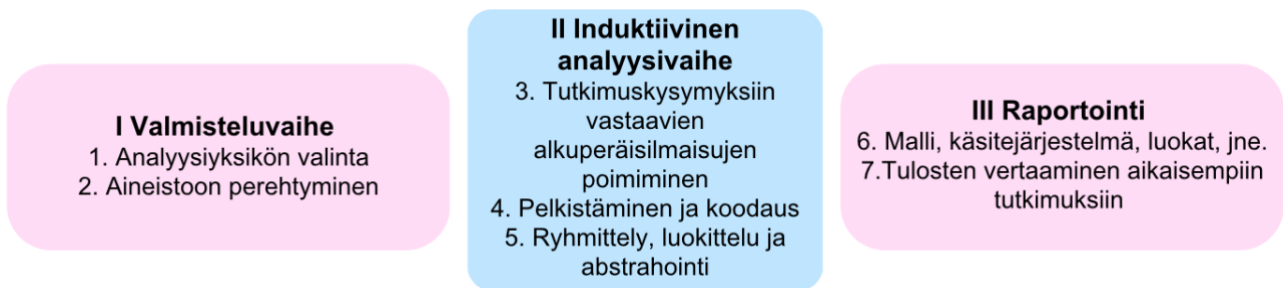 I Valmisteluvaihe
1. Analyysiyksikön valinta
2. Aineistoon perehtyminen
II Induktiivinen
analyysivaihe
3. Tutkimuskysymyksiin
vastaavien
alkuperäisilmaisujen
poimiminen
4. Pelkistäminen ja koodaus
5. Ryhmittely, luokittelu ja
abstrahointi
III Raportointi
6. Malli, käsitejärjestelmä, luokat, jne.
7.Tulosten vertaaminen aikaisempiin
tutkimuksiin